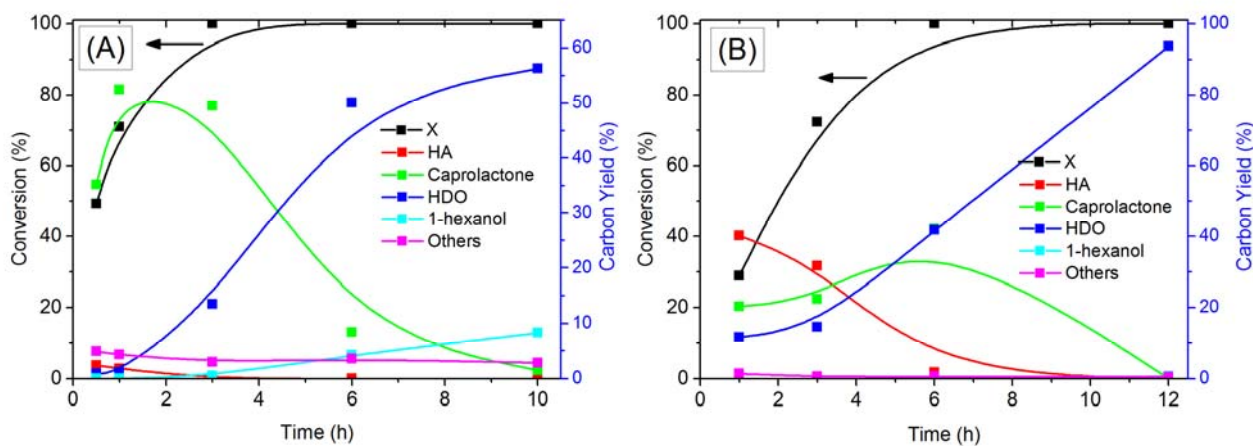 (A)
Conversion (%)
100
80
60
40
20
0
X
HA
Caprolactone
HDO
1-hexanol
Others
60
50
40
30
20
10
0
Carbon Yield (%)
0 2 4 6 8 10
Time (h)
(B)
Conversion (%)
100
80
60
40
20
0
X
HA
Caprolactone
HDO
1-hexanol
Others
100
80
60
40
20
0
Carbon Yield (%)
0 2 4 6 8 10 12
Time (h)